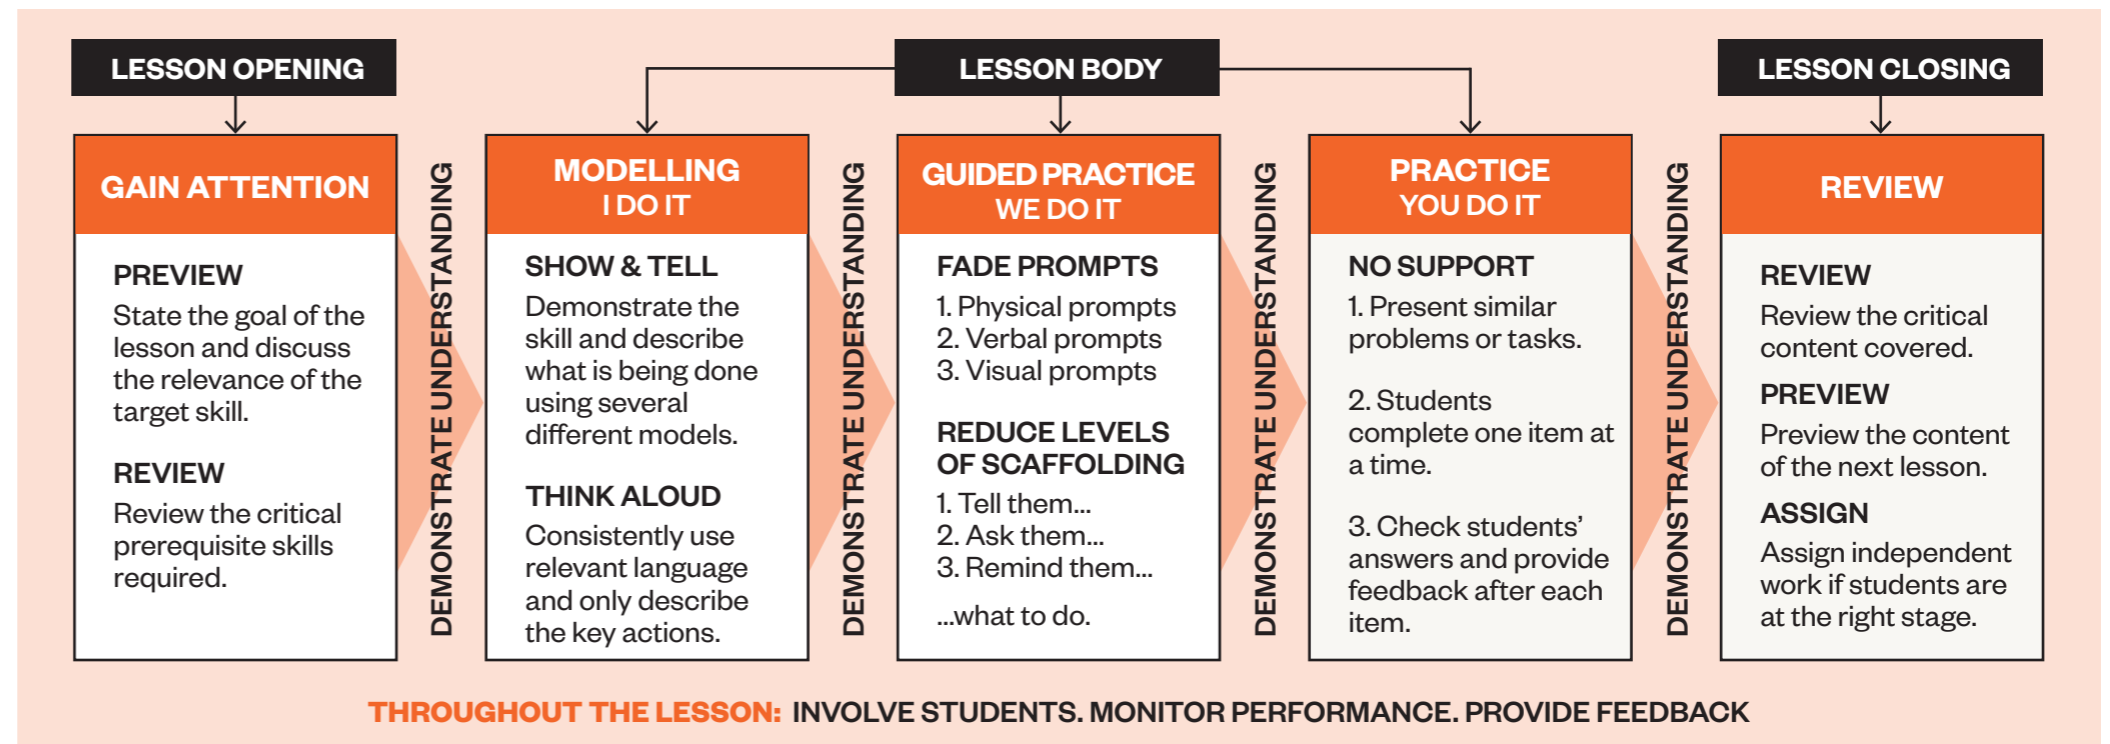 LESSON OPENING
GAIN ATTENTION
PREVIEW
State the goal of the
lesson and discuss
the relevance of the
target skill.
REVIEW
Review the critical
prerequisite skills
required.
DEMONSTRATE UNDERSTANDING
LESSON BODY
MODELLING
I DO IT
SHOW & TELL
Demonstrate the
skill and describe
what is being done
using several
different models.
THINK ALOUD
Consistently use
relevant language
and only describe
the key actions.
DEMONSTRATE UNDERSTANDING
GUIDED PRACTICE
WE DO IT
FADE PROMPTS
1. Physical prompts
2. Verbal prompts
3. Visual prompts
REDUCE LEVELS
OF SCAFFOLDING
1. Tell them...
2. Ask them...
3. Remind them...
...what to do.
DEMONSTRATE UNDERSTANDING
PRACTICE
YOU DO IT
NO SUPPORT
1. Present similar
problems or tasks.
2. Students
complete one item at
a time.
3. Check students’
answers and provide
feedback after each
item.
DEMONSTRATE UNDERSTANDING
LESSON CLOSING
REVIEW
REVIEW
Review the critical
content covered.
PREVIEW
Preview the content
of the next lesson.
ASSIGN
Assign independent
work if students are
at the right stage.
THROUGHOUT THE LESSON: INVOLVE STUDENTS. MONITOR PERFORMANCE. PROVIDE FEEDBACK